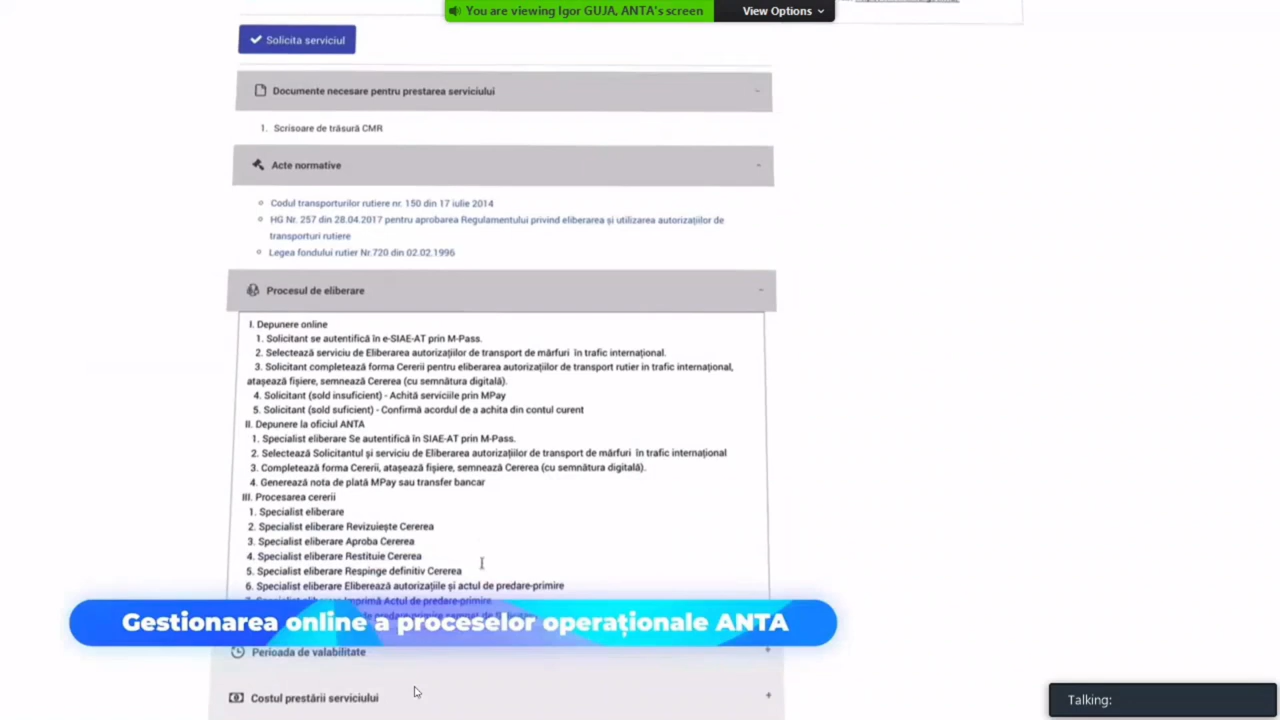 You are viewing Igor GUJA, ANTA's screen
View Options
Solicita serviciul
Documente necesare pentru prestarea serviciului
1. Scrisoare de trăsură CMR
Acte normative
Codul transporturilor rutiere nr. 150 din 17 iulie 2014
HG Nr. 257 din 28.04.2017 pentru aprobarea Regulamentului privind eliberarea și utilizarea autorizațiilor de
transporturi rutiere
Legea fondului rutier Nr.720 din 02.02.1996
Procesul de eliberare
I. Depunere online
1. Solicitant se autentifică în e-SIAE-AT prin M-Pass.
2. Selectează serviciu de Eliberarea autorizațiilor de transport de mărfuri în trafic internațional.
3. Solicitant completează forma Cererii pentru eliberarea autorizațiilor de transport rutier in trafic internațional,
atașează fișiere, semnează Cererea (cu semnătura digitală).
4. Solicitant (sold insuficient) - Achită serviciile prin MPay
5. Solicitant (sold suficient) - Confirmă acordul de a achita din contul curent
II. Depunere la oficiul ANTA
1. Specialist eliberare Se autentifică în SIAE-AT prin M-Pass.
2. Selectează Solicitantul și serviciu de Eliberarea autorizațiilor de transport de mărfuri în trafic internațional
3. Completează forma Cererii, atașează fișiere, semnează Cererea (cu semnătura digitală).
4. Generează nota de plată MPay sau transfer bancar
III. Procesarea cererii
1. Specialist eliberare
2. Specialist eliberare Revizuiește Cererea
3. Specialist eliberare Aproba Cererea
4. Specialist eliberare Restituie Cererea
5. Specialist eliberare Respinge definitiv Cererea
6. Specialist eliberare Eliberează autorizațiile și actul de predare-primire
7. Specialist eliberare Imprimă Actul de predare-primire
Gestionarea online a proceselor operaționale ANTA
Perioada de valabilitate
Costul prestării serviciului
Talking: